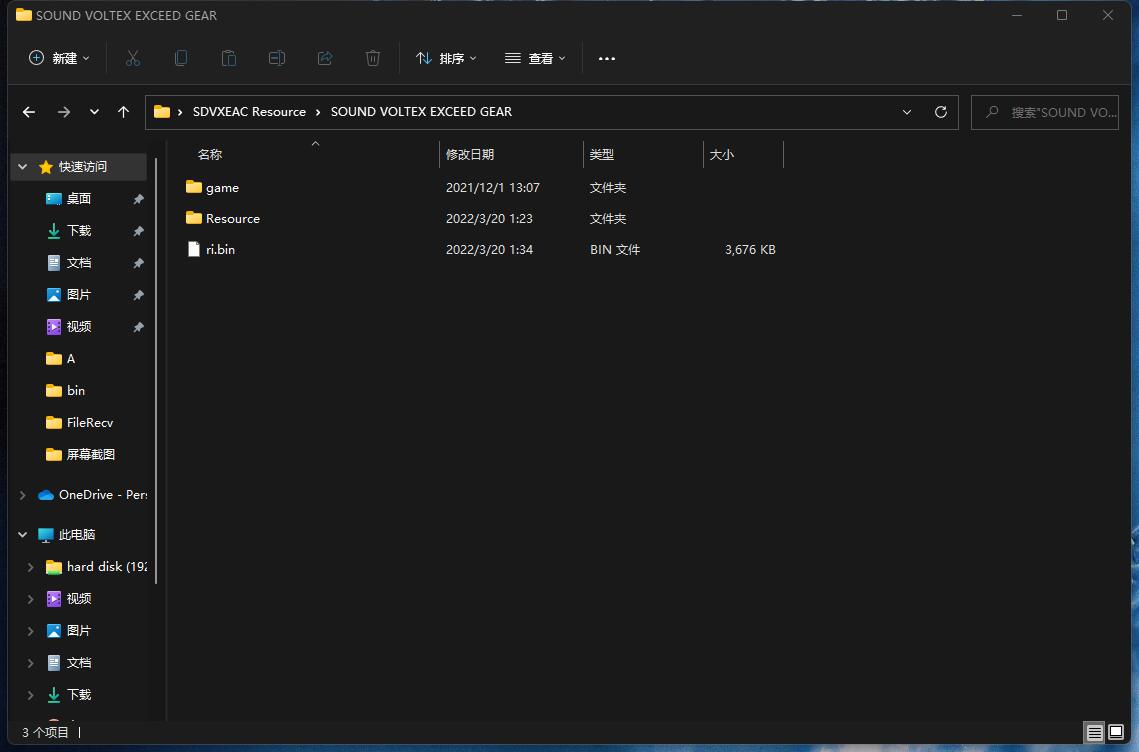 SOUND VOLTEX EXCEED GEAR
新建 排序 查看
SDVXEAC Resource SOUND VOLTEX EXCEED GEAR 搜索"SOUND VO...
名称 修改日期 类型 大小
快速访问
game 2021/12/1 13:07 文件夹
桌面
Resource 2022/3/20 1:23 文件夹
下载
ri.bin 2022/3/20 1:34 BIN 文件 3,676 KB
文档
图片
视频
A
bin
FileRecv
屏幕截图
OneDrive - Pers
此电脑
hard disk (192
视频
图片
文档
下载
3 个项目